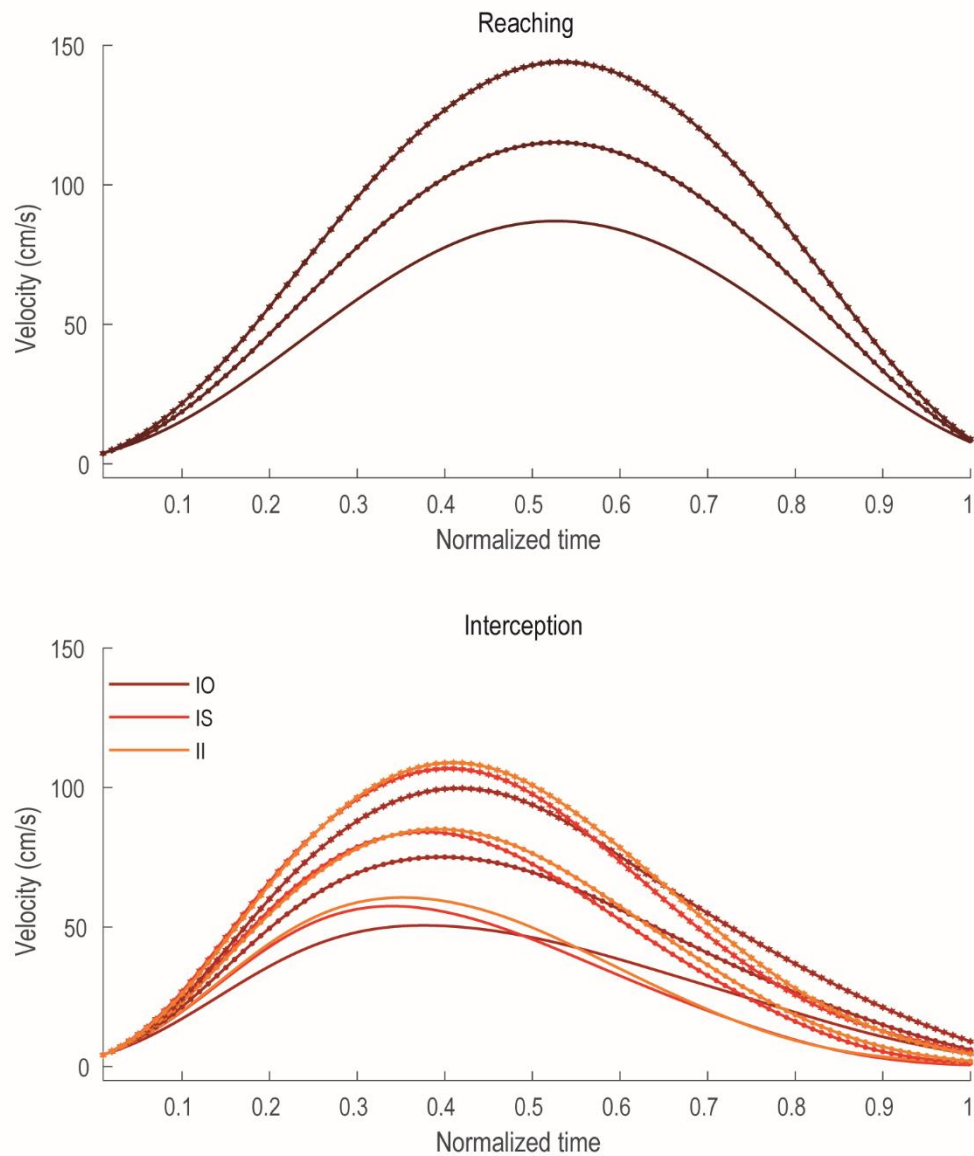 Reaching
150
100
50
0
Velocity (cm/s)
0.1 0.2 0.3 0.4 0.5 0.6 0.7 0.8 0.9 1
Normalized time
Interception
150
100
50
0
Velocity (cm/s)
IO
IS
II
0.1 0.2 0.3 0.4 0.5 0.6 0.7 0.8 0.9 1
Normalized time